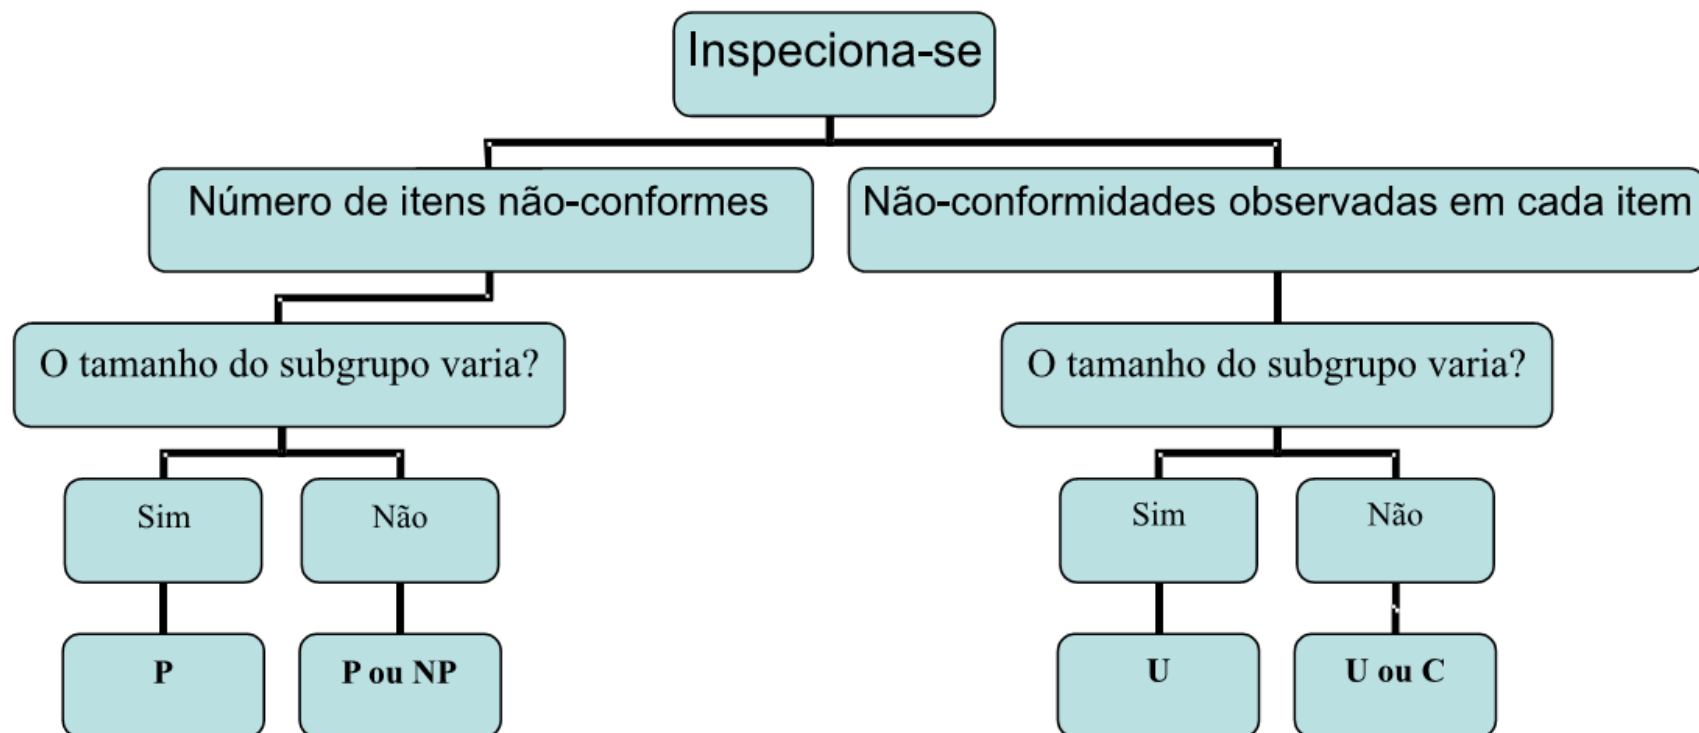 Inspeciona-se
Número de itens não-conformes
Não-conformidades observadas em cada item
O tamanho do subgrupo varia?
O tamanho do subgrupo varia?
Sim
Não
Sim
Não
P
P ou NP
U
U ou C